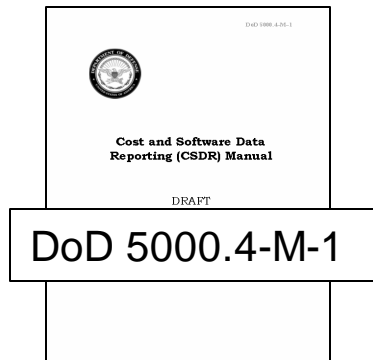 DoD 5000.4-M-1
Cost and Software Data
Reporting (CSDR) Manual
DRAFT
DoD 5000.4-M-1